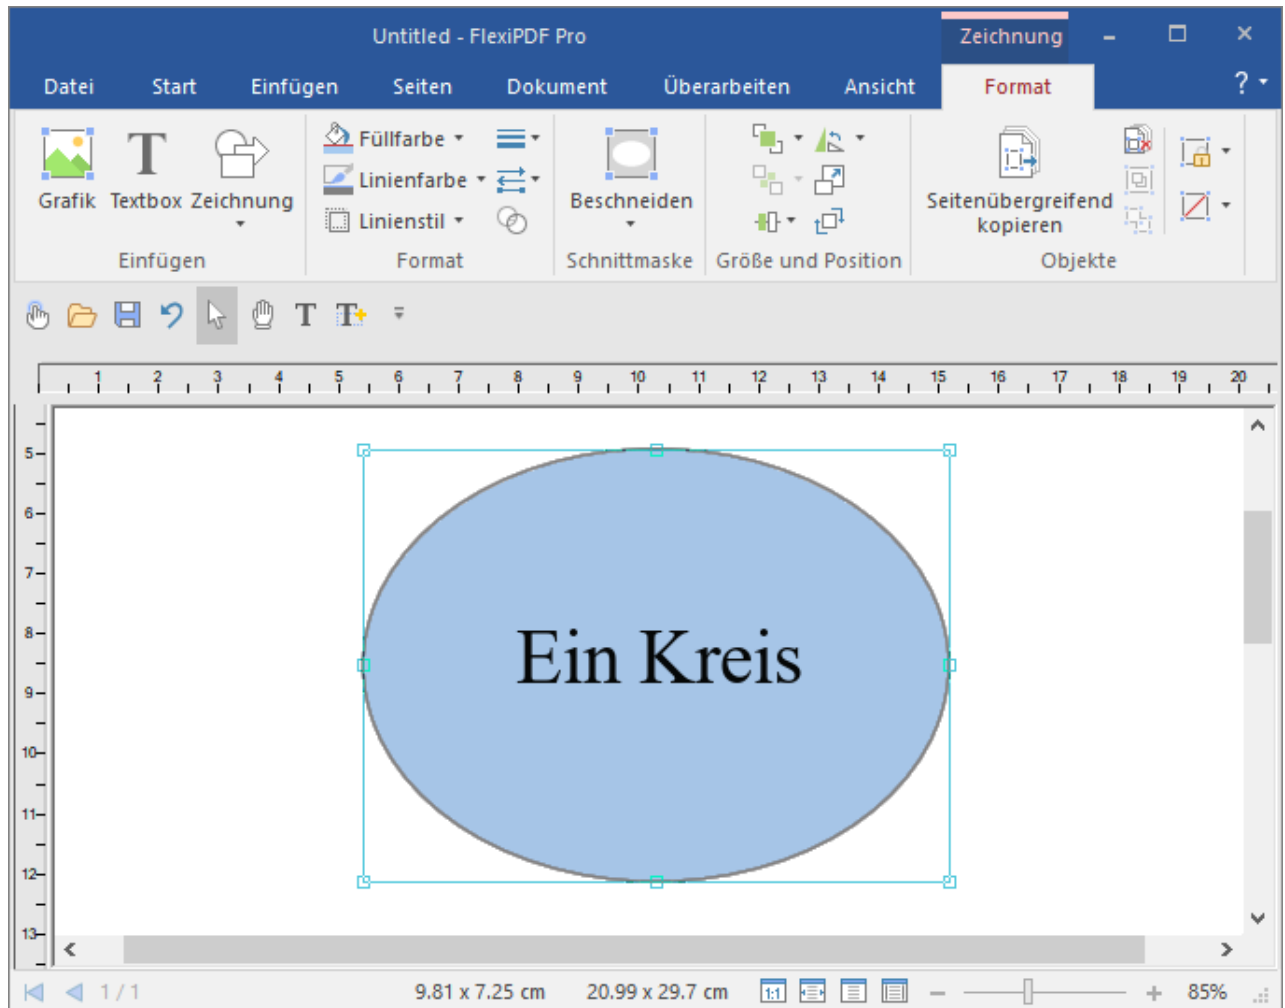 Untitled - FlexiPDF Pro
Zeichnung
Datei Start Einfügen Seiten Dokument Überarbeiten Ansicht Format ?
Grafik Textbox Zeichnung
Einfügen
Füllfarbe
Linienfarbe
Linienstil
Format
Beschneiden
Schnittmaske
Größe und Position
Seitenübergreifend
kopieren
Objekte
T T
1 2 3 4 5 6 7 8 9 10 11 12 13 14 15 16 17 18 19 20
5
6
7
8
9
10
11
12
13
Ein Kreis
1 / 1 9.81 x 7.25 cm 20.99 x 29.7 cm 1:1 85%